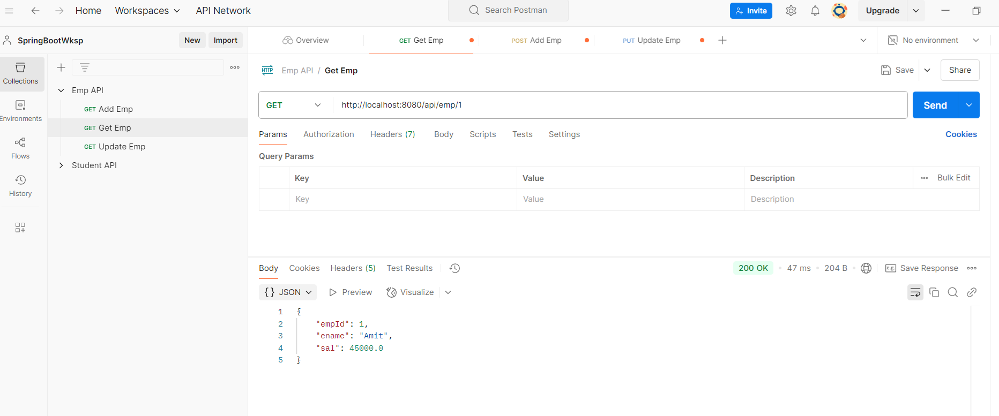 Home Workspaces API Network Search Postman Invite Upgrade
SpringBootWksp New Import Overview GET Get Emp POST Add Emp PUT Update Emp No environment
Collections
Environments
Flows
History
Emp API
GET Add Emp
GET Get Emp
GET Update Emp
Student API
HTTP Emp API / Get Emp Save Share
GET http://localhost:8080/api/emp/1 Send
Params Authorization Headers (7) Body Scripts Tests Settings Cookies
Query Params
Key Value Description Bulk Edit
Key Value Description
Body Cookies Headers (5) Test Results 200 OK 47 ms 204 B e.g. Save Response
{} JSON Preview Visualize
1 {
2 "empId": 1,
3 "ename": "Amit",
4 "sal": 45000.0
5 }